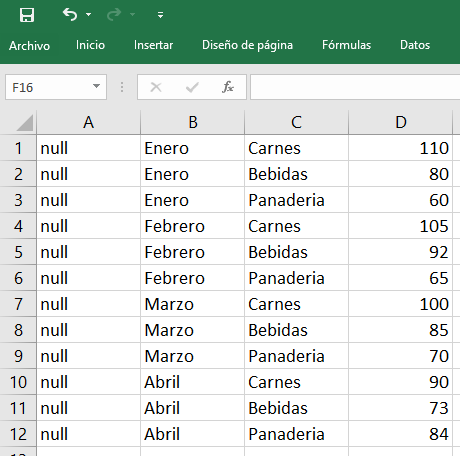 Archivo Inicio Insertar Diseño de página Fórmulas Datos
F16 fx
A B C D
1 null Enero Carnes 110
2 null Enero Bebidas 80
3 null Enero Panaderia 60
4 null Febrero Carnes 105
5 null Febrero Bebidas 92
6 null Febrero Panaderia 65
7 null Marzo Carnes 100
8 null Marzo Bebidas 85
9 null Marzo Panaderia 70
10 null Abril Carnes 90
11 null Abril Bebidas 73
12 null Abril Panaderia 84